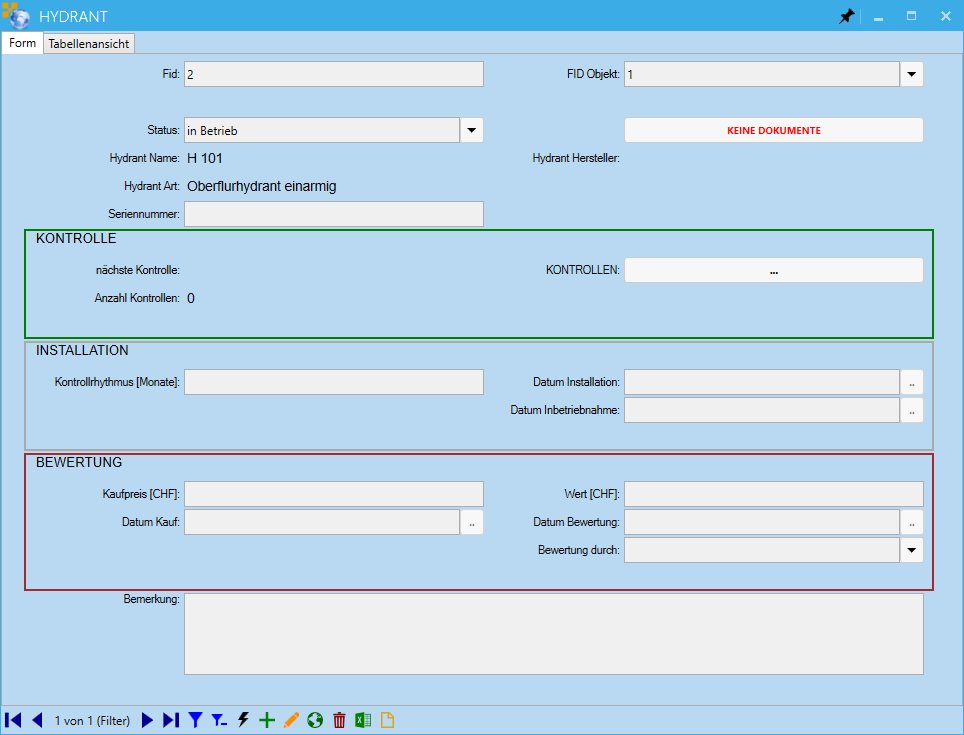 HYDRANT
Form Tabellenansicht
Fid: 2 FID Objekt: 1
Status: in Betrieb KEINE DOKUMENTE
Hydrant Name: H 101 Hydrant Hersteller:
Hydrant Art: Oberflurhydrant einarmig
Seriennummer:
KONTROLLE
nächste Kontrolle: KONTROLLEN: ...
Anzahl Kontrollen: 0
INSTALLATION
Kontrollrhythmus [Monate]: Datum Installation: ..
Datum Inbetriebnahme: ..
BEWERTUNG
Kaufpreis [CHF]: Wert [CHF]:
Datum Kauf: .. Datum Bewertung: ..
Bewertung durch:
Bemerkung:
1 von 1 (Filter)